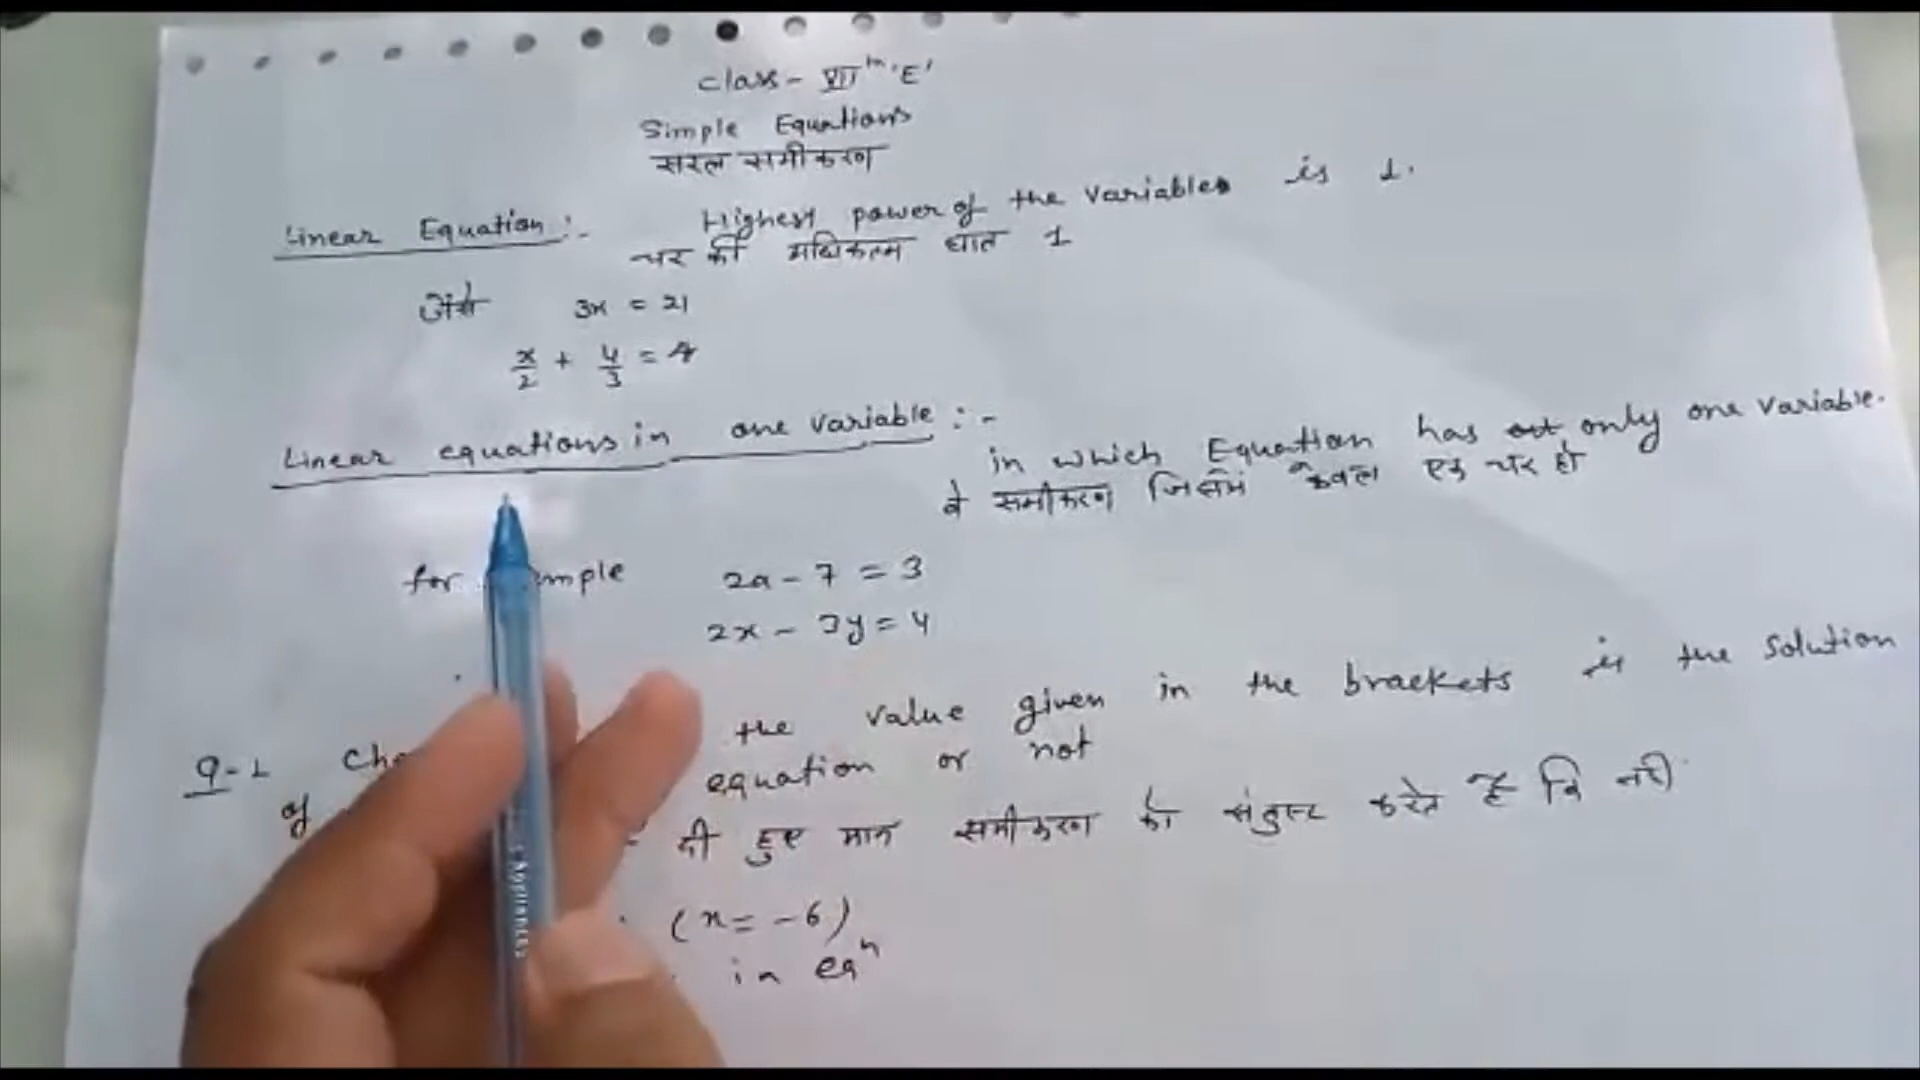 Class - VII th 'E'
Simple Equations
सरल समीकरण
Linear Equation :- Highest power of the variables is 1.
चर की अधिकतम घात 1
जैसे 3x = 21
x/2 + 4/3 = 4
Linear equations in one variable :-
in which Equation has only one variable.
वे समीकरण जिसमें केवल एक चर हो
for mple 2a - 7 = 3
2x - 3y = 4
Q-1 Che the value given in the brackets is the solution
of equation or not
दी हुए मान समीकरण को संतुष्ट करते है कि नही
(x = -6)
in eqn